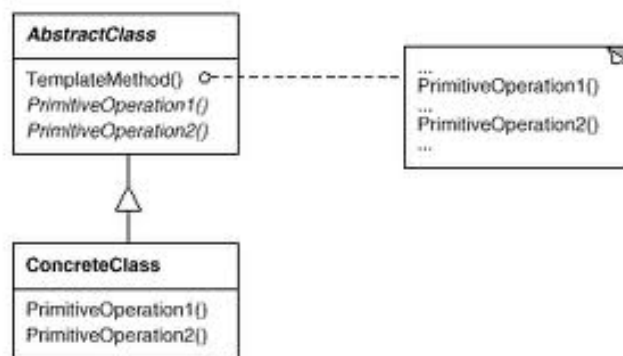 AbstractClass
TemplateMethod()
PrimitiveOperation1()
PrimitiveOperation2()
...
PrimitiveOperation1()
...
PrimitiveOperation2()
...
ConcreteClass
PrimitiveOperation1()
PrimitiveOperation2()